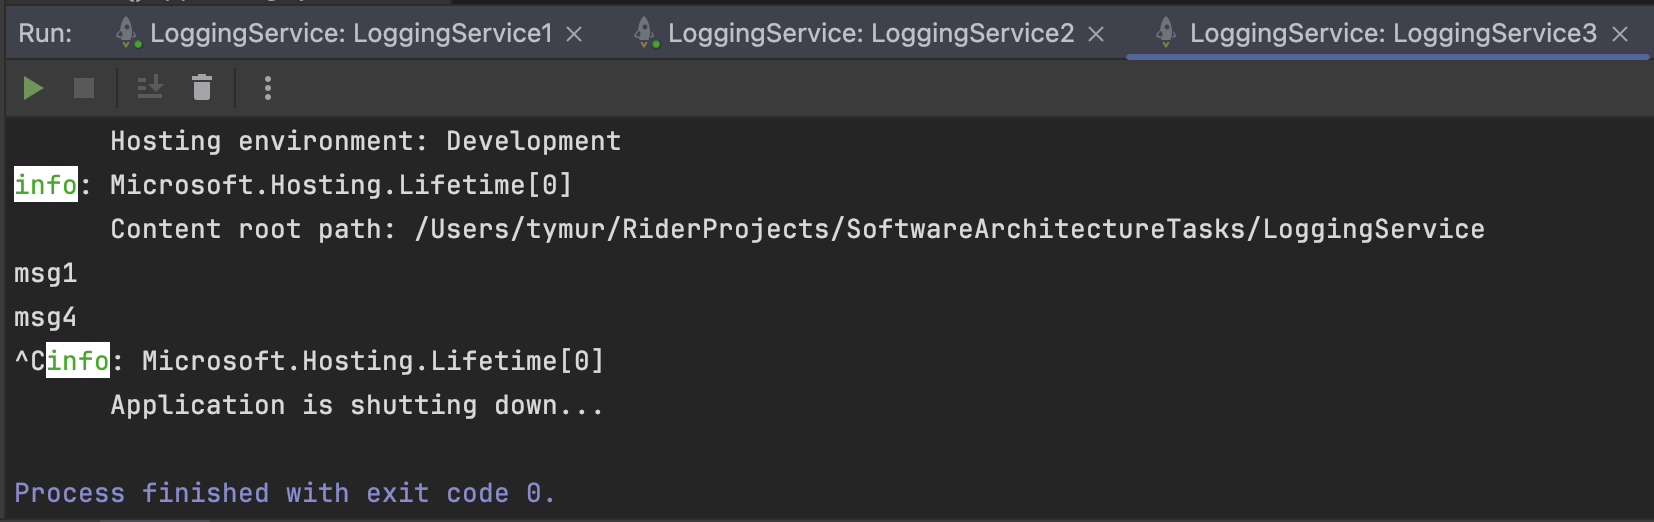 Run: LoggingService: LoggingService1 LoggingService: LoggingService2 LoggingService: LoggingService3
Hosting environment: Development
info: Microsoft.Hosting.Lifetime[0]
Content root path: /Users/tymur/RiderProjects/SoftwareArchitectureTasks/LoggingService
msg1
msg4
^Cinfo: Microsoft.Hosting.Lifetime[0]
Application is shutting down...
Process finished with exit code 0.